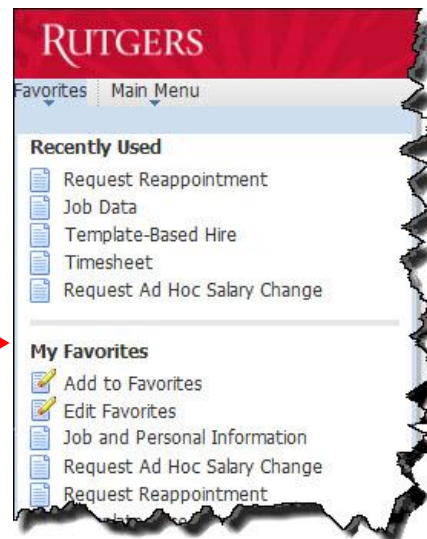 RUTGERS
Favorites Main Menu
Recently Used
Request Reappointment
Job Data
Template-Based Hire
Timesheet
Request Ad Hoc Salary Change
My Favorites
Add to Favorites
Edit Favorites
Job and Personal Information
Request Ad Hoc Salary Change
Request Reappointment